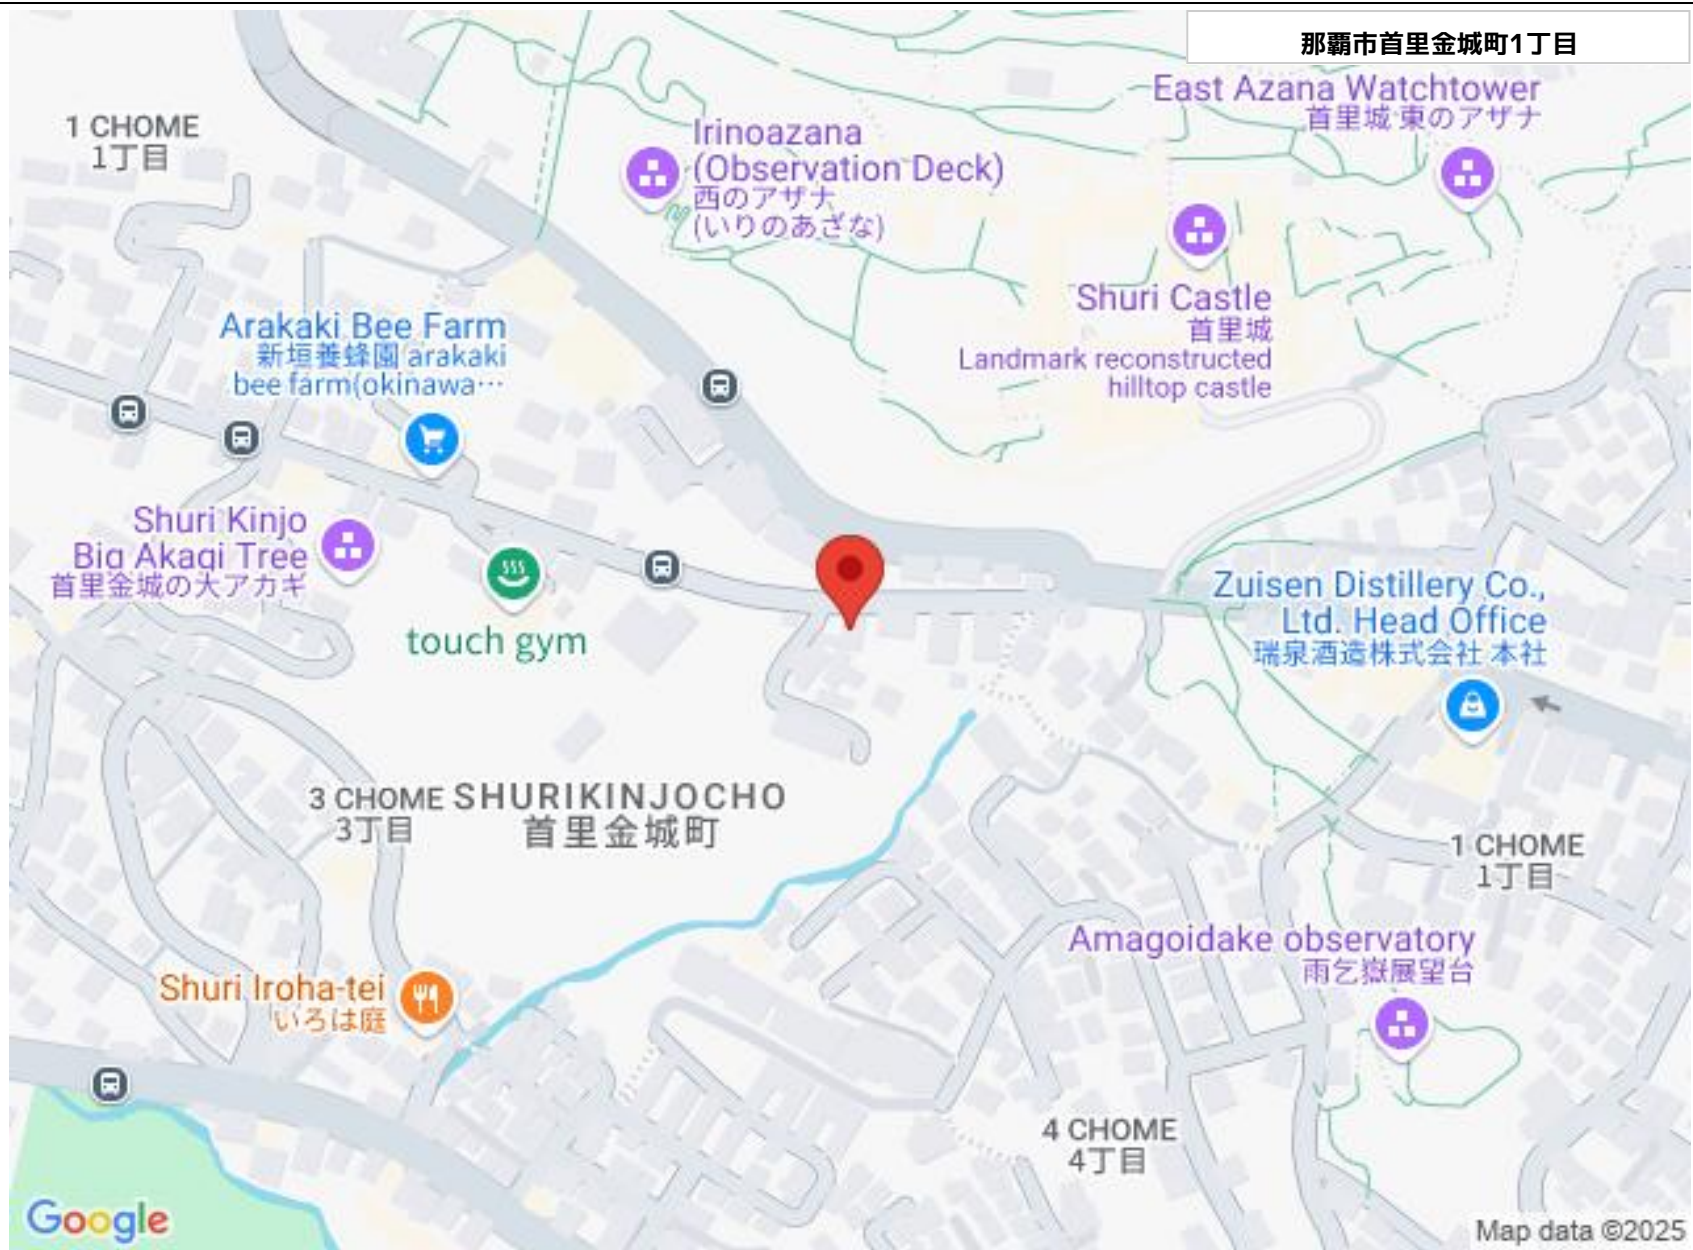 那覇市首里金城町1丁目
East Azana Watchtower
首里城 東のアザナ
1 CHOME
1丁目
Irinoazana
(Observation Deck)
西のアザナ
(いりのあざな)
Shuri Castle
首里城
Landmark reconstructed
hilltop castle
Arakaki Bee Farm
新垣養蜂園 arakaki
bee farm(okinawa…
Shuri Kinjo
Big Akagi Tree
首里金城の大アカギ
touch gym
Zuisen Distillery Co.,
Ltd. Head Office
瑞泉酒造株式会社 本社
3 CHOME
3丁目
SHURIKINJOCHO
首里金城町
1 CHOME
1丁目
Amagoidake observatory
雨乞嶽展望台
Shuri Iroha-tei
いろは庭
4 CHOME
4丁目
Google
Map data ©2025